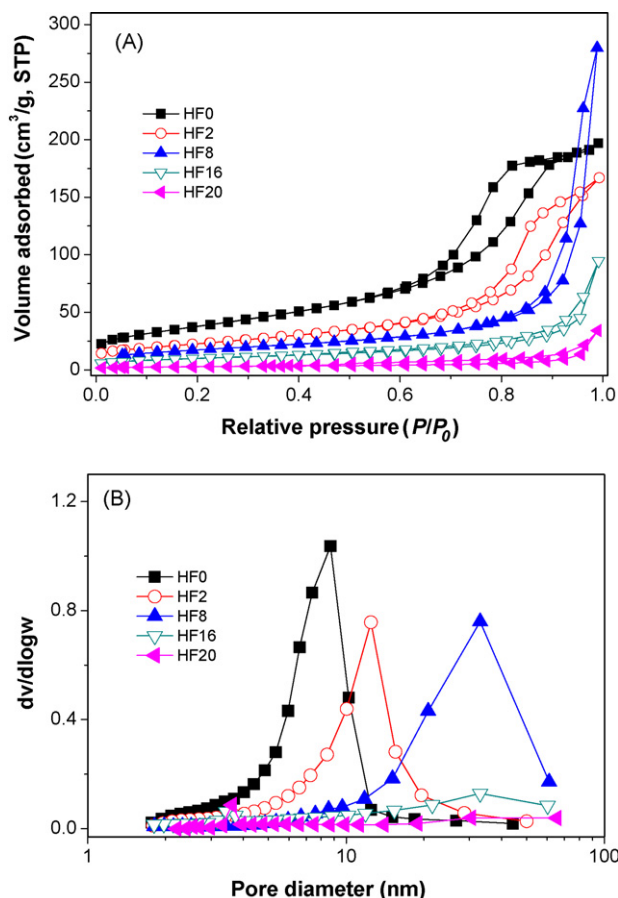 (A)
300
250
200
150
100
50
0
Volume adsorbed (cm³/g, STP)
HF0
HF2
HF8
HF16
HF20
0.0 0.2 0.4 0.6 0.8 1.0
Relative pressure (P/P₀)
(B)
1.2
0.8
0.4
0.0
dv/dlogw
HF0
HF2
HF8
HF16
HF20
1 10 100
Pore diameter (nm)